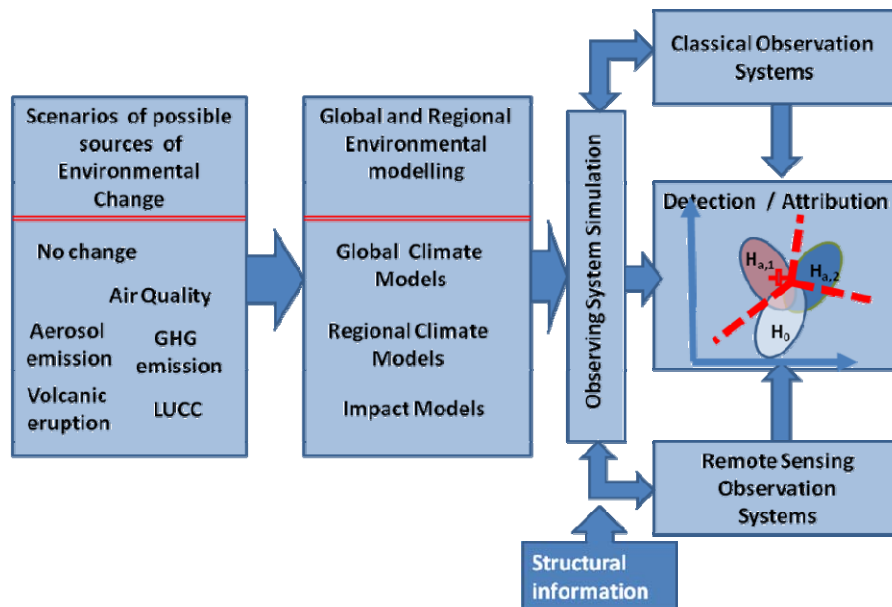 Scenarios of possible
sources of
Environmental
Change
No change
Air Quality
Aerosol
emission
GHG
emission
Volcanic
eruption
LUCC
Global and Regional
Environmental
modelling
Global Climate
Models
Regional Climate
Models
Impact Models
Observing System Simulation
Classical Observation
Systems
Detection / Attribution
Ha,1
Ha,2
H0
Remote Sensing
Observation
Systems
Structural
information